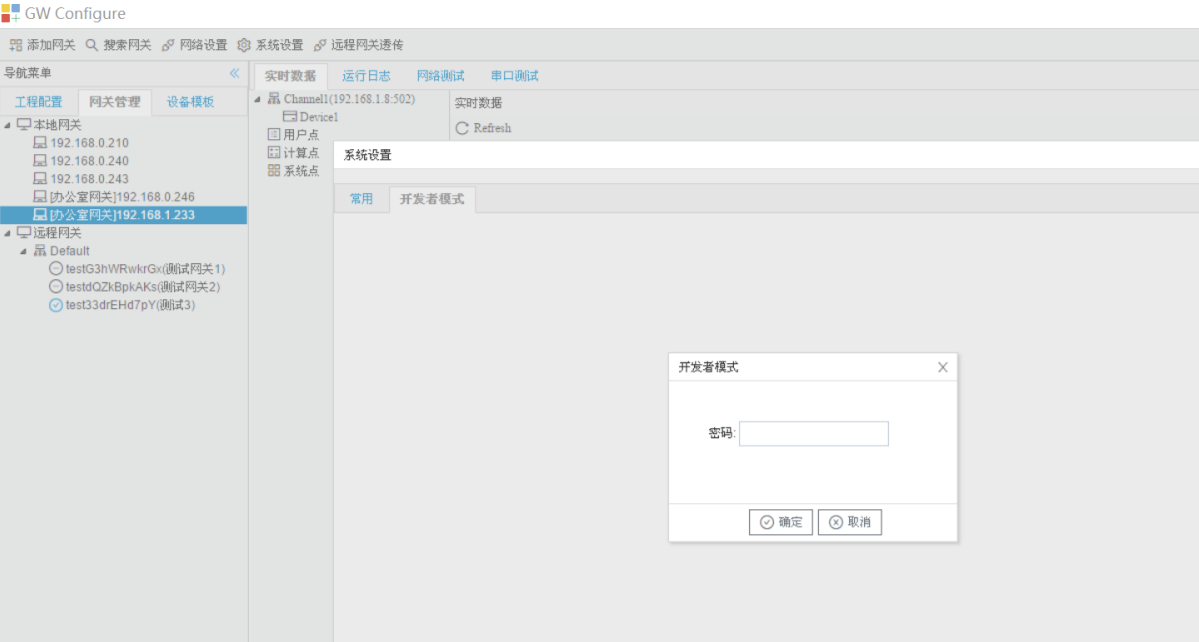 GW Configure
添加网关 搜索网关 网络设置 系统设置 远程网关透传
导航菜单
工程配置 网关管理 设备模板
本地网关
192.168.0.210
192.168.0.240
192.168.0.243
[办公室网关]192.168.0.246
[办公室网关]192.168.1.233
远程网关
Default
testG3hWRwkrGx(测试网关1)
testdQZkBpkAKs(测试网关2)
test33drEHd7pY(测试3)
实时数据 运行日志 网络测试 串口测试
Channel1(192.168.1.8:502)
Device1
用户点
计算点
系统点
实时数据
Refresh
系统设置
常用 开发者模式
开发者模式
密码:
确定 取消